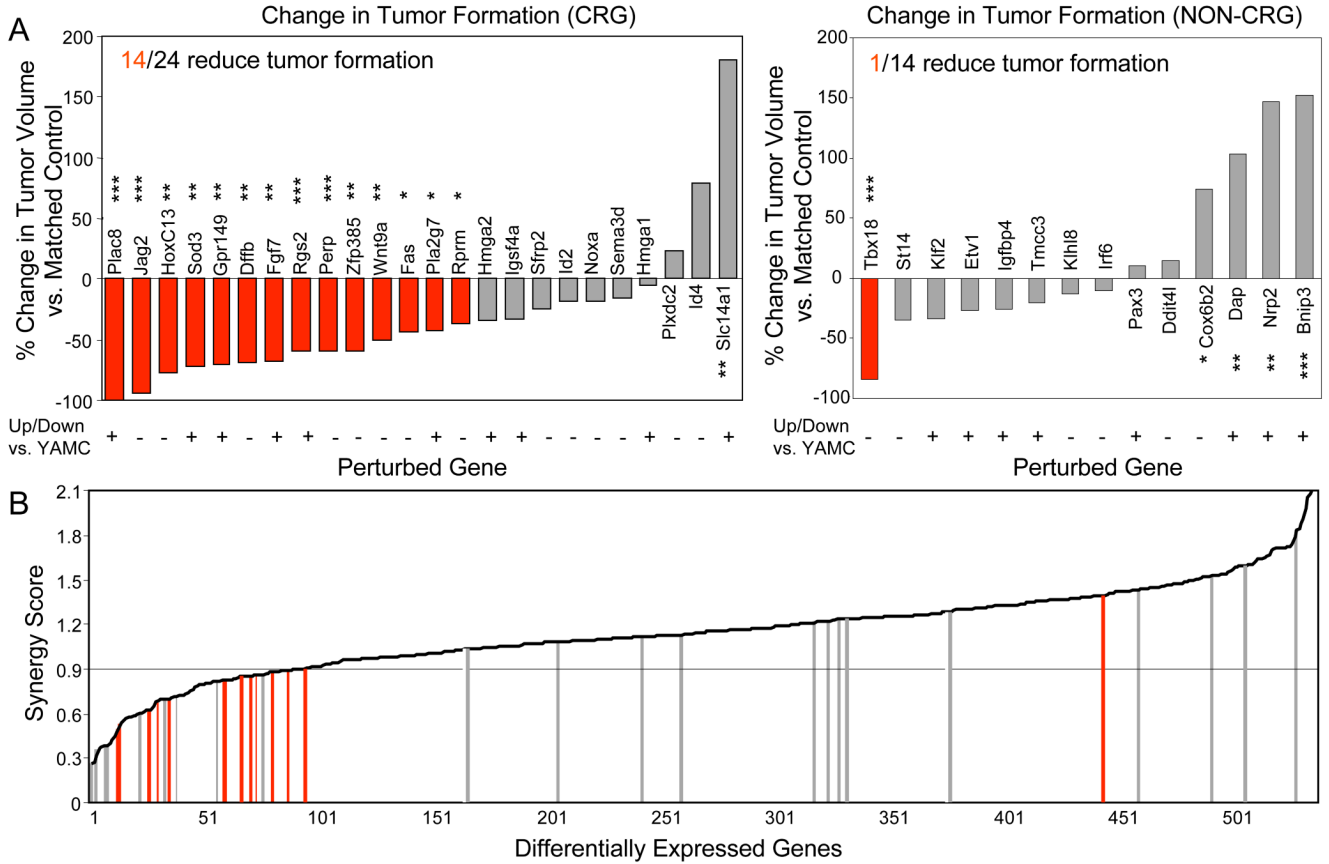 A
Change in Tumor Formation (CRG)
14/24 reduce tumor formation
% Change in Tumor Volume
vs. Matched Control
200
150
100
50
0
-50
-100
*** *** ** ** ** ** ** *** *** ** ** * * *
Plac8 Jag2 HoxC13 Sod3 Gpr149 Dffb Fgf7 Rgs2 Perp Zfp385 Wnt9a Fas Pla2g7 Rprm Hmga2 Igsf4a Sfrp2 Id2 Noxa Sema3d Hmga1 Plxdc2 Id4 Slc14a1
**
Up/Down
vs. YAMC
+ - - + + - + + - - - - + - + + - - - - + - - +
Perturbed Gene
Change in Tumor Formation (NON-CRG)
1/14 reduce tumor formation
% Change in Tumor Volume
vs. Matched Control
200
150
100
50
0
-50
-100
***
Tbx18 St14 Klf2 Etv1 Igfbp4 Tmcc3 Klhl8 Irf6 Pax3 Ddit4l Cox6b2 Dap Nrp2 Bnip3
* ** ** ***
Up/Down
vs. YAMC
- - + + + + - - + - - + + +
Perturbed Gene
B
Synergy Score
2.1
1.8
1.5
1.2
0.9
0.6
0.3
0
1 51 101 151 201 251 301 351 401 451 501
Differentially Expressed Genes